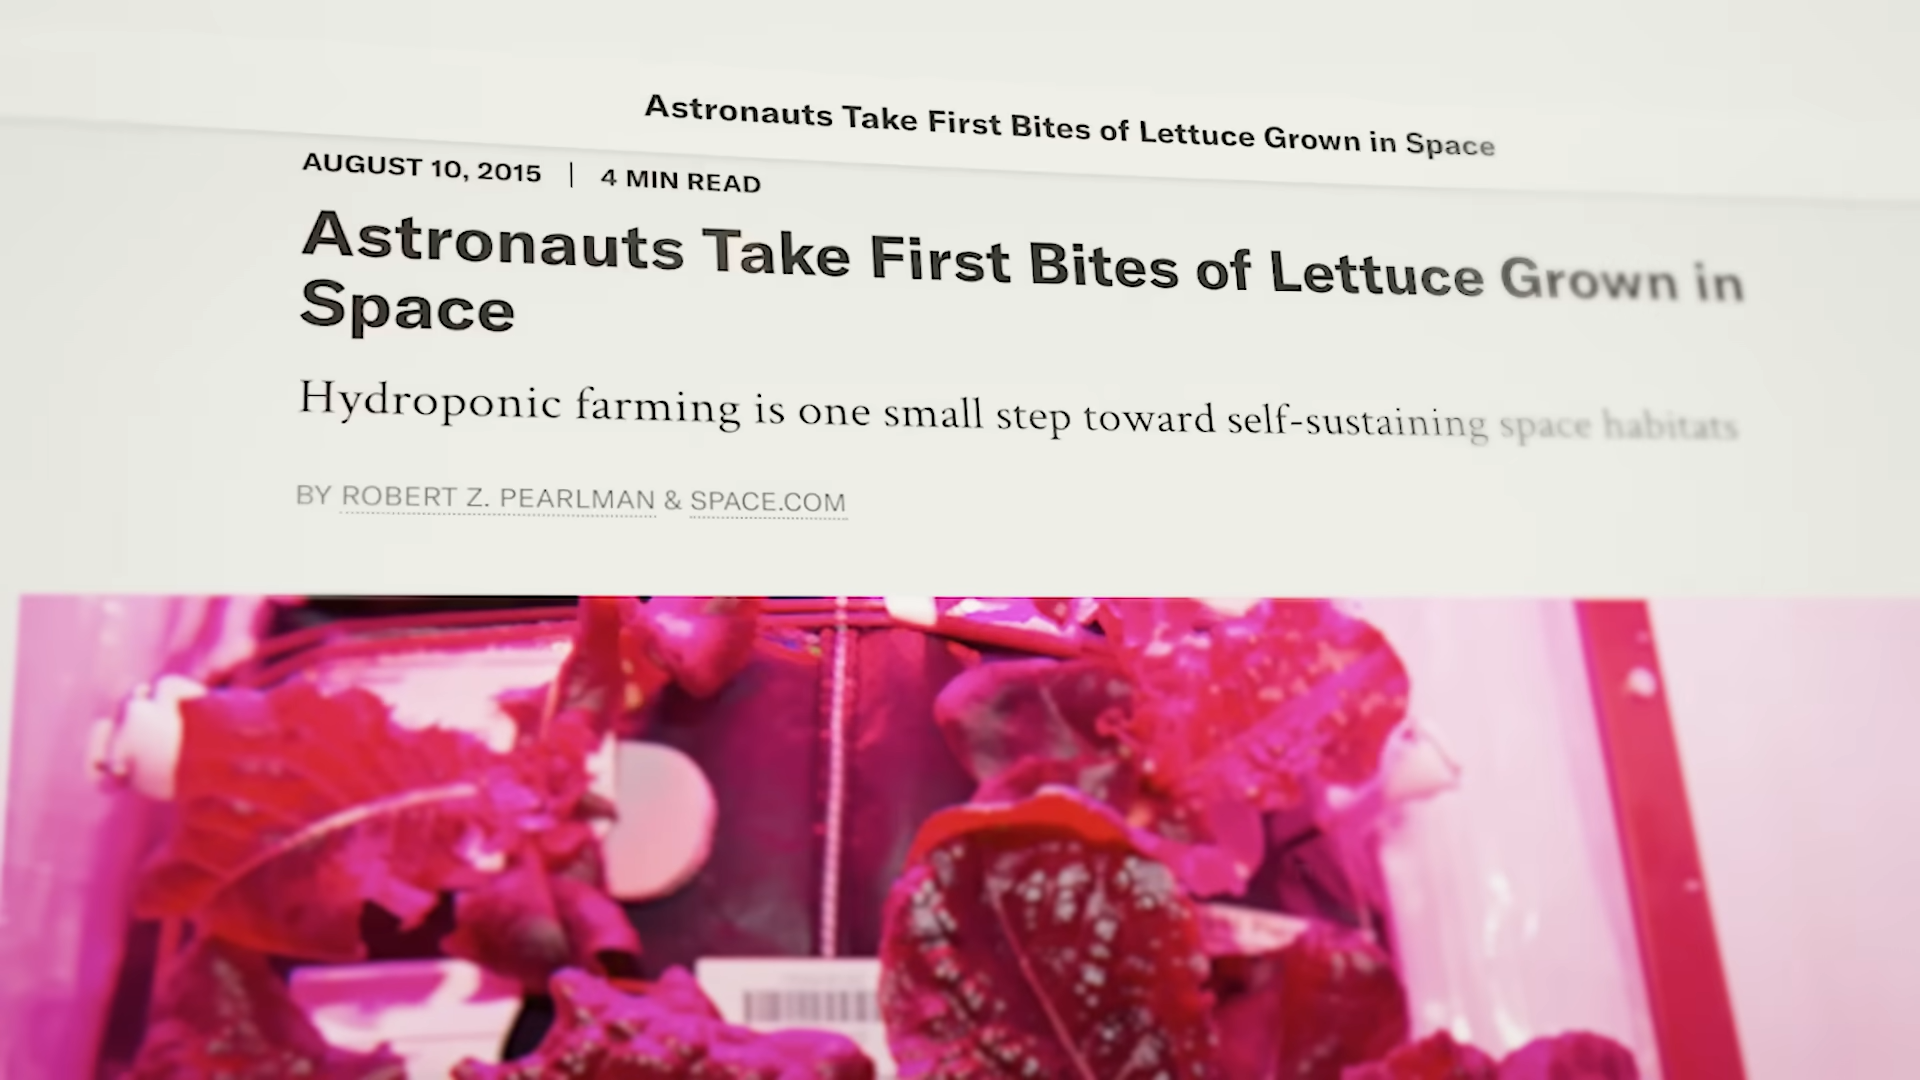 Astronauts Take First Bites of Lettuce Grown in Space
AUGUST 10, 2015 | 4 MIN READ
Astronauts Take First Bites of Lettuce Grown in
Space
Hydroponic farming is one small step toward self-sustaining space habitats
BY ROBERT Z. PEARLMAN & SPACE.COM